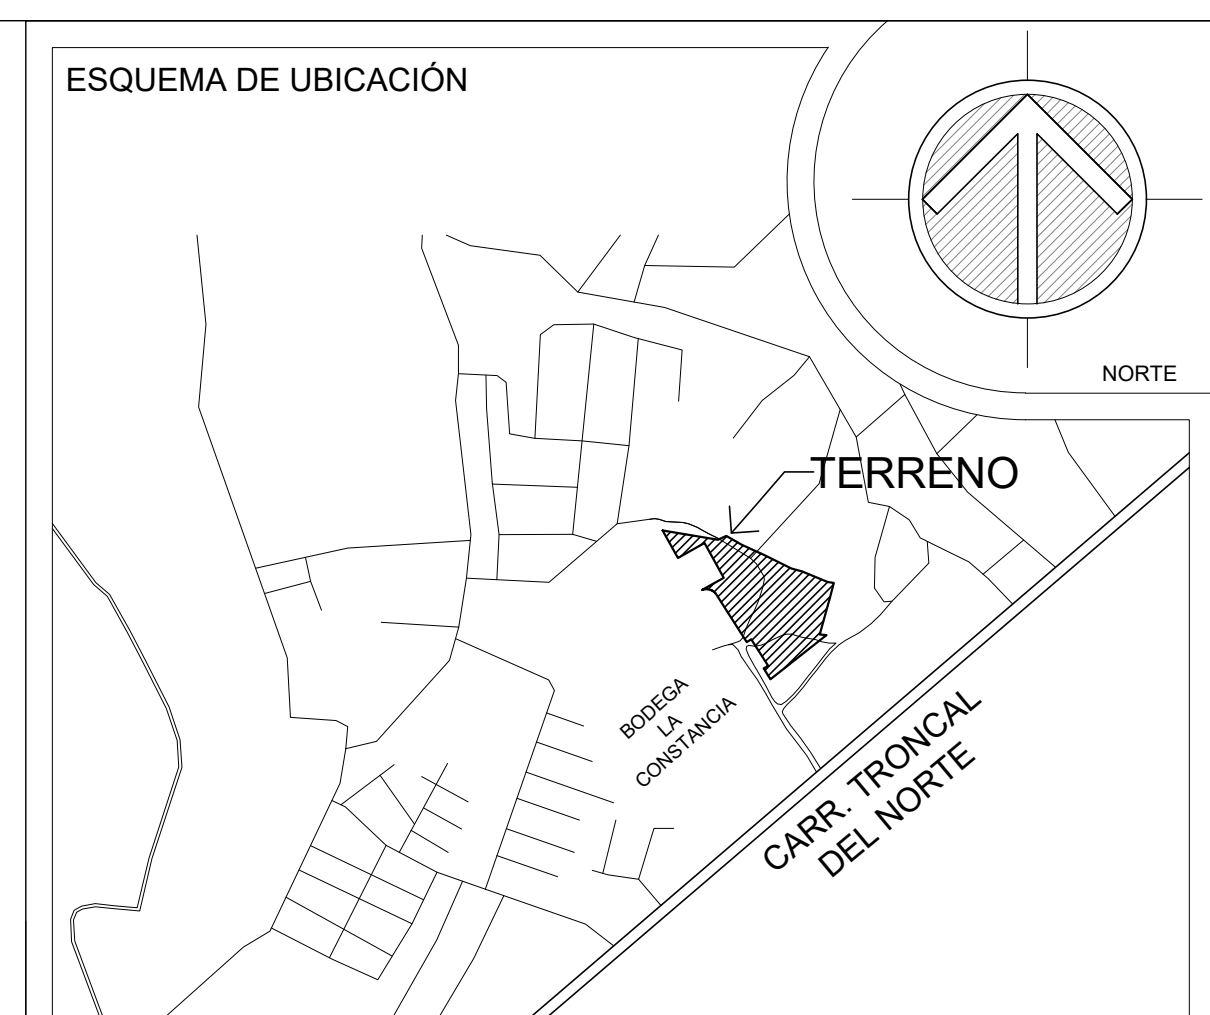 ESQUEMA DE UBICACIÓN
NORTE
TERRENO
BODEGA
LA
CONSTANCIA
CARR. TRONCAL
DEL NORTE